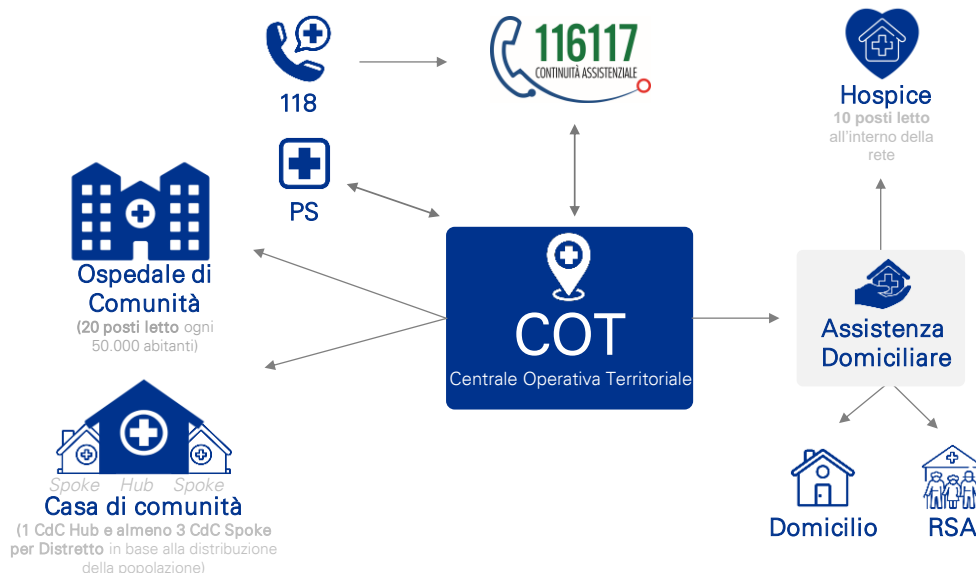 118
116117
CONTINUITÀ ASSISTENZIALE
Hospice
10 posti letto
all'interno della
rete
PS
Ospedale di
Comunità
(20 posti letto ogni
50.000 abitanti)
COT
Centrale Operativa Territoriale
Assistenza
Domiciliare
Spoke Hub Spoke
Casa di comunità
(1 CdC Hub e almeno 3 CdC Spoke
per Distretto in base alla distribuzione
della popolazione)
Domicilio
RSA